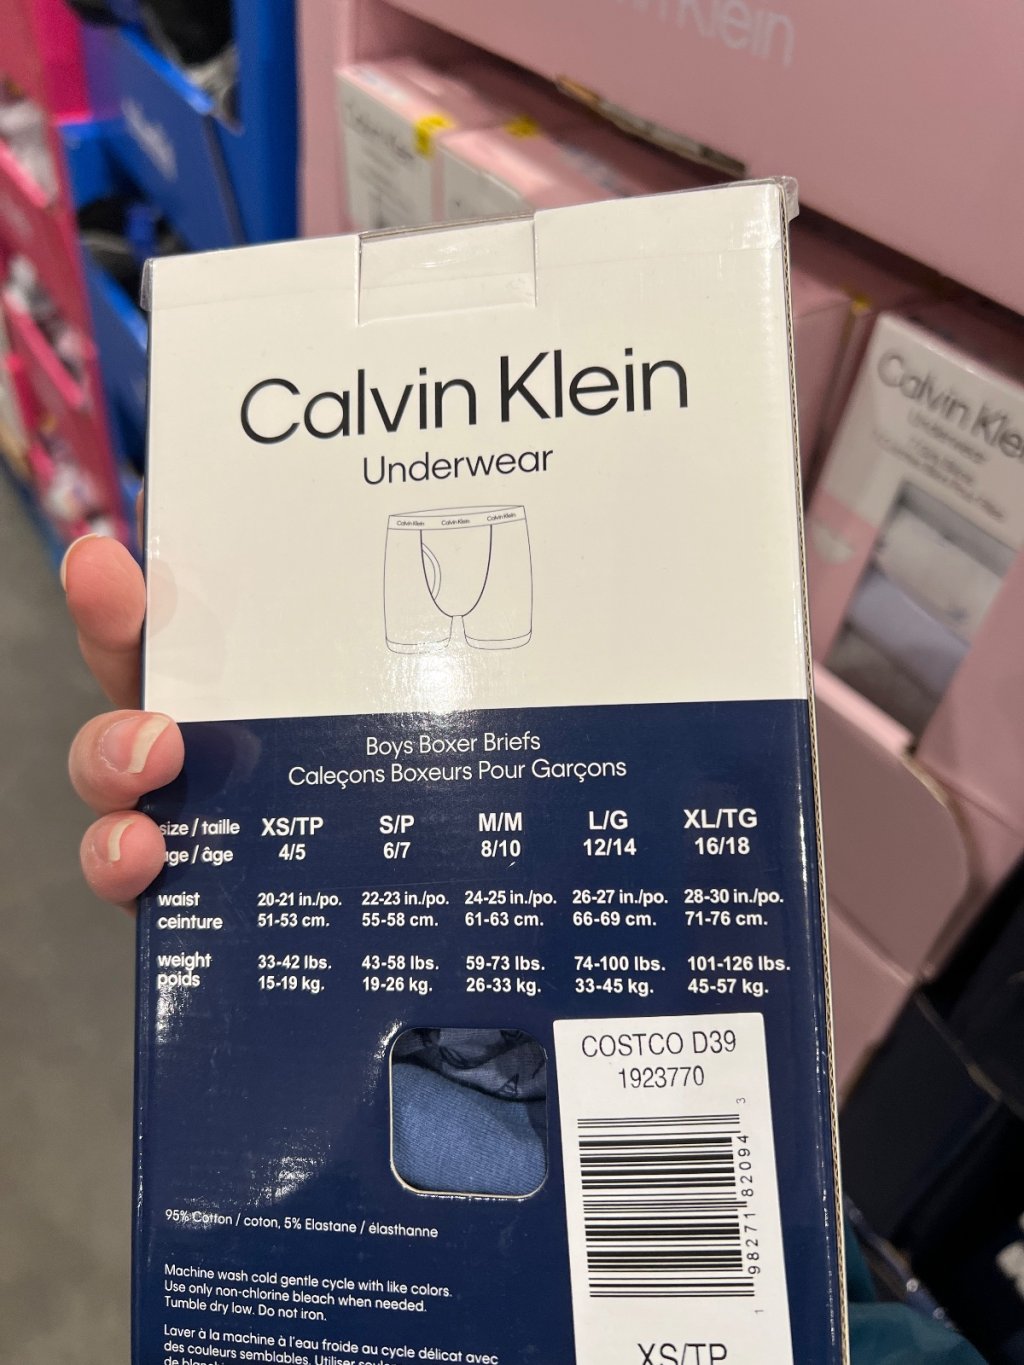 Klein
Calvin Klein
Underwear
Calvin Klein Calvin Klein Calvin Klein
Calvin Klein
Underwear
Boys Boxer Briefs
Caleçons Boxeurs Pour Garçons
size / taille XS/TP S/P M/M L/G XL/TG
age / âge 4/5 6/7 8/10 12/14 16/18
waist 20-21 in./po. 22-23 in./po. 24-25 in./po. 26-27 in./po. 28-30 in./po.
ceinture 51-53 cm. 55-58 cm. 61-63 cm. 66-69 cm. 71-76 cm.
weight 33-42 lbs. 43-58 lbs. 59-73 lbs. 74-100 lbs. 101-126 lbs.
poids 15-19 kg. 19-26 kg. 26-33 kg. 33-45 kg. 45-57 kg.
COSTCO D39
1923770
1 98271 82094 3
95% Cotton / coton, 5% Elastane / élasthanne
Machine wash cold gentle cycle with like colors.
Use only non-chlorine bleach when needed.
Tumble dry low. Do not iron.
Laver à la machine à l'eau froide au cycle délicat avec
des couleurs semblables. Utiliser
XS/TP